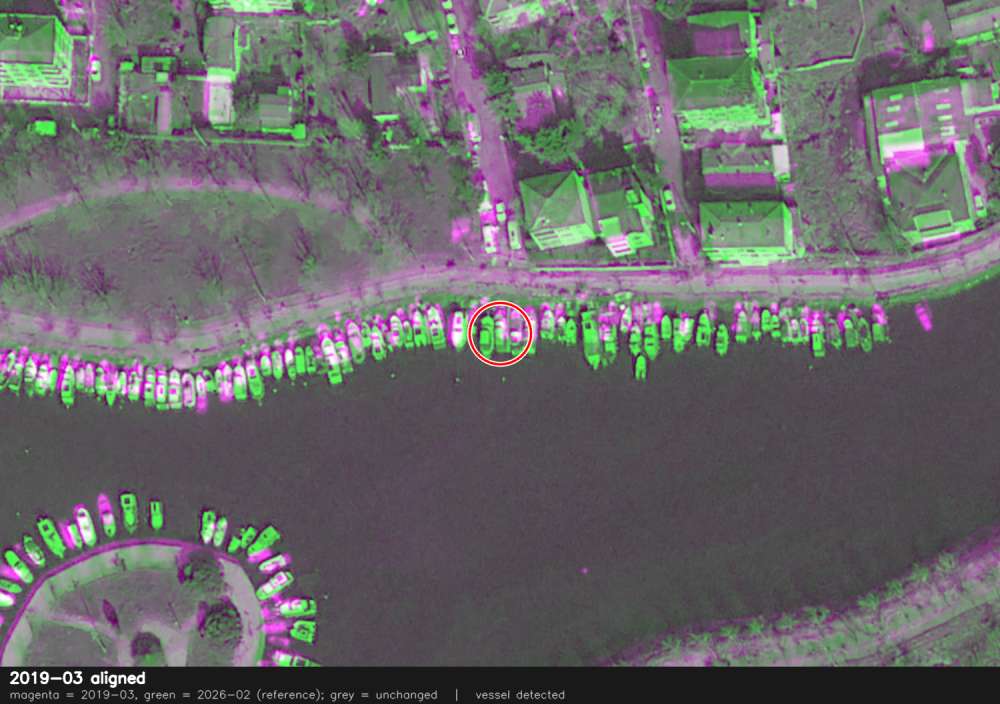 2019-03 aligned
magenta = 2019-03, green = 2026-02 (reference); grey = unchanged | vessel detected